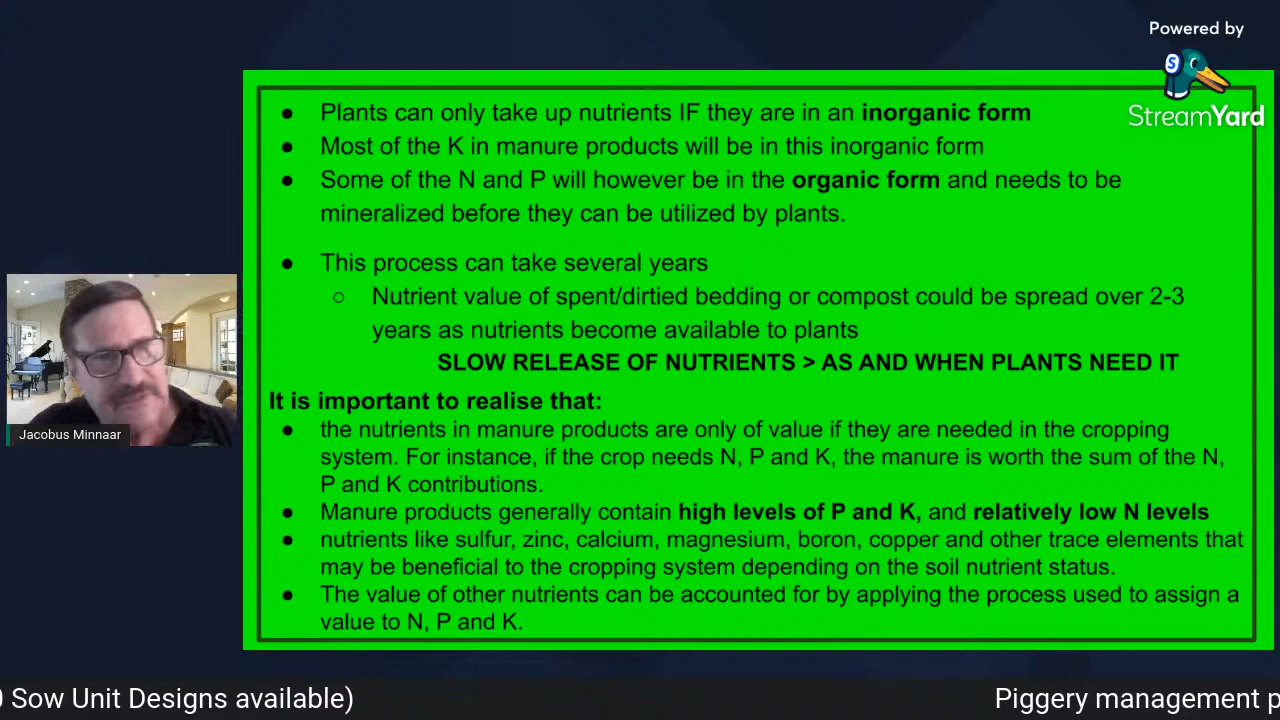 Powered by
StreamYard
● Plants can only take up nutrients IF they are in an inorganic form
● Most of the K in manure products will be in this inorganic form
● Some of the N and P will however be in the organic form and needs to be
mineralized before they can be utilized by plants.
● This process can take several years
○ Nutrient value of spent/dirtied bedding or compost could be spread over 2-3
years as nutrients become available to plants
SLOW RELEASE OF NUTRIENTS > AS AND WHEN PLANTS NEED IT
It is important to realise that:
● the nutrients in manure products are only of value if they are needed in the cropping
system. For instance, if the crop needs N, P and K, the manure is worth the sum of the N,
P and K contributions.
● Manure products generally contain high levels of P and K, and relatively low N levels
● nutrients like sulfur, zinc, calcium, magnesium, boron, copper and other trace elements that
may be beneficial to the cropping system depending on the soil nutrient status.
● The value of other nutrients can be accounted for by applying the process used to assign a
value to N, P and K.
Jacobus Minnaar
Sow Unit Designs available) Piggery management